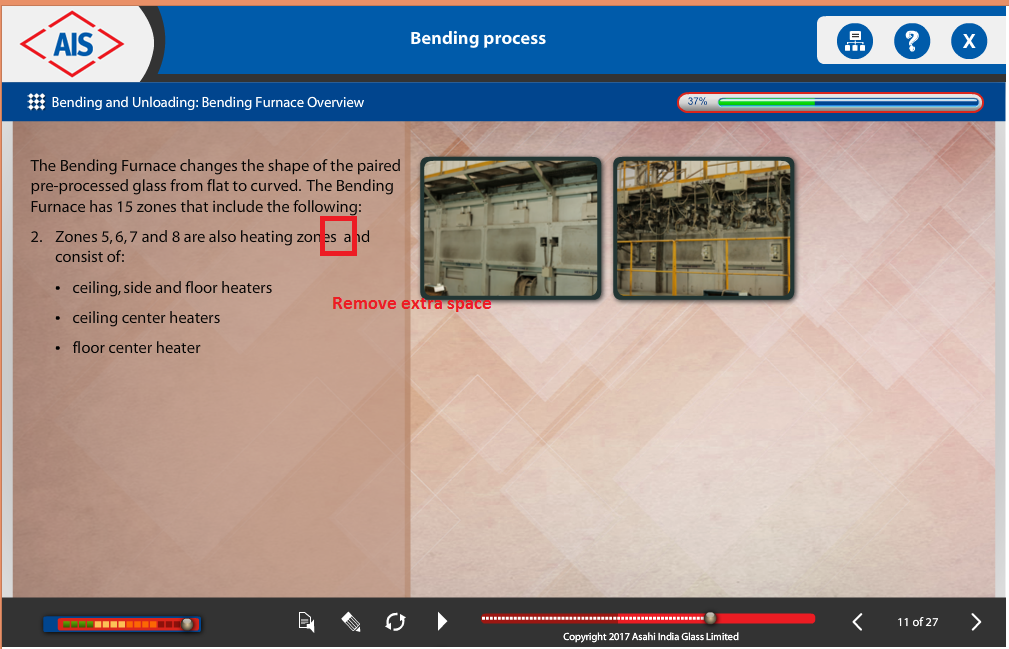 AIS
Bending process
?
X
Bending and Unloading: Bending Furnace Overview
37%
The Bending Furnace changes the shape of the paired
pre-processed glass from flat to curved. The Bending
Furnace has 15 zones that include the following:
2. Zones 5, 6, 7 and 8 are also heating zones  and
consist of:
• ceiling, side and floor heaters
• ceiling center heaters
• floor center heater
Remove extra space
11 of 27
Copyright 2017 Asahi India Glass Limited